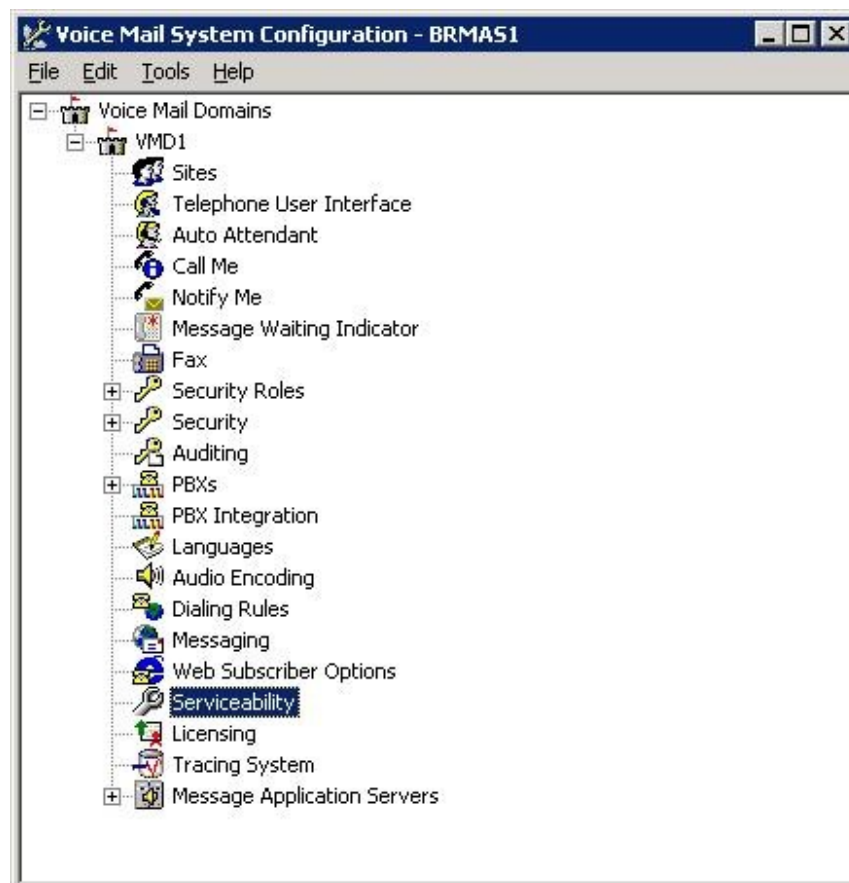 Voice Mail System Configuration - BRMAS1
File Edit Tools Help
Voice Mail Domains
VMD1
Sites
Telephone User Interface
Auto Attendant
Call Me
Notify Me
Message Waiting Indicator
Fax
Security Roles
Security
Auditing
PBXs
PBX Integration
Languages
Audio Encoding
Dialing Rules
Messaging
Web Subscriber Options
Serviceability
Licensing
Tracing System
Message Application Servers